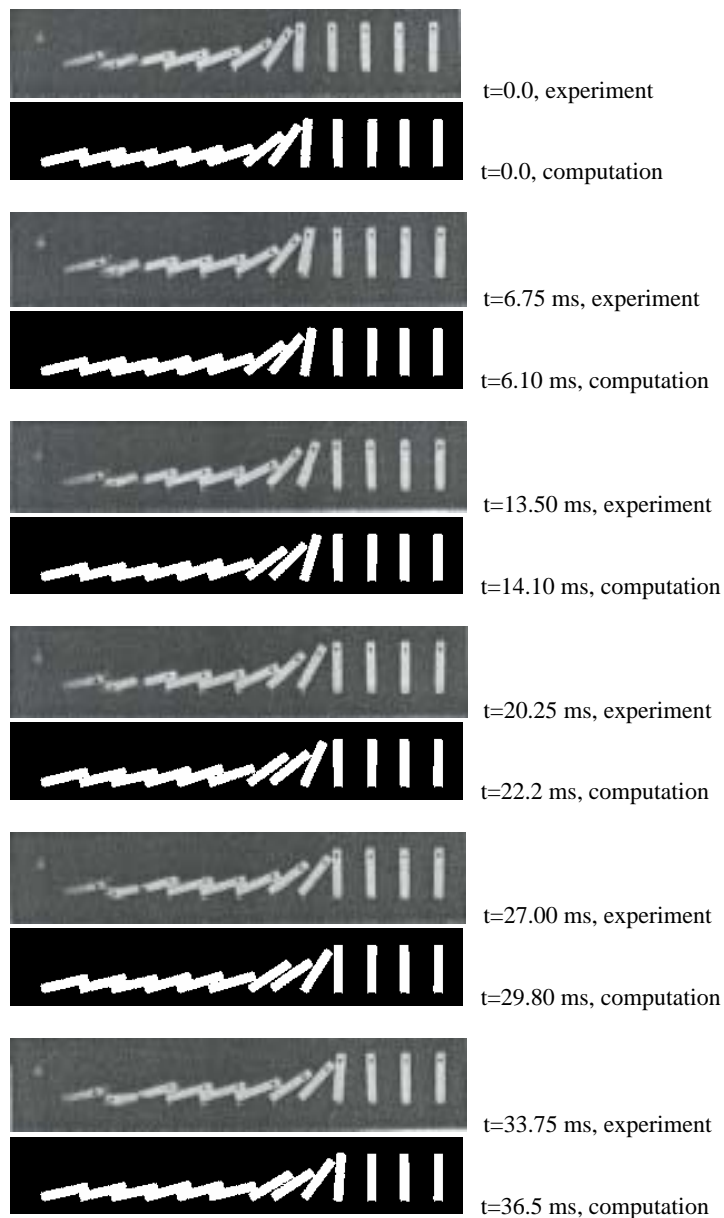 t=0.0, experiment
t=0.0, computation
t=6.75 ms, experiment
t=6.10 ms, computation
t=13.50 ms, experiment
t=14.10 ms, computation
t=20.25 ms, experiment
t=22.2 ms, computation
t=27.00 ms, experiment
t=29.80 ms, computation
t=33.75 ms, experiment
t=36.5 ms, computation